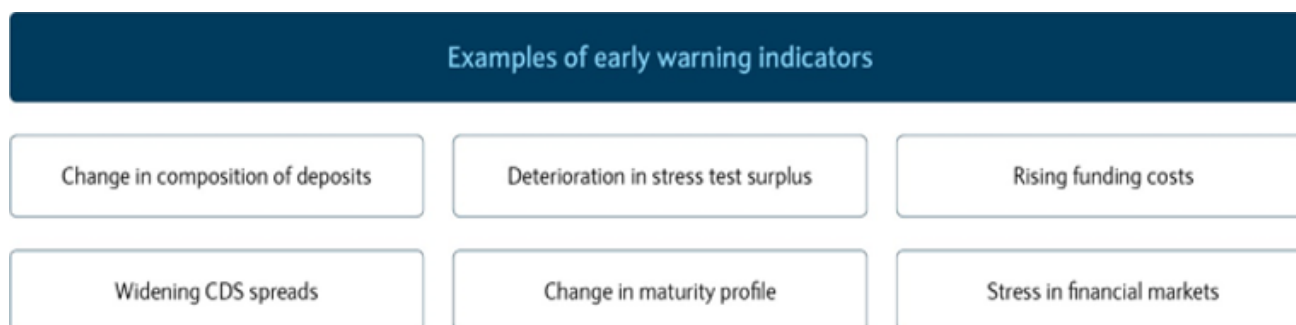 Examples of early warning indicators
Change in composition of deposits
Deterioration in stress test surplus
Rising funding costs
Widening CDS spreads
Change in maturity profile
Stress in financial markets